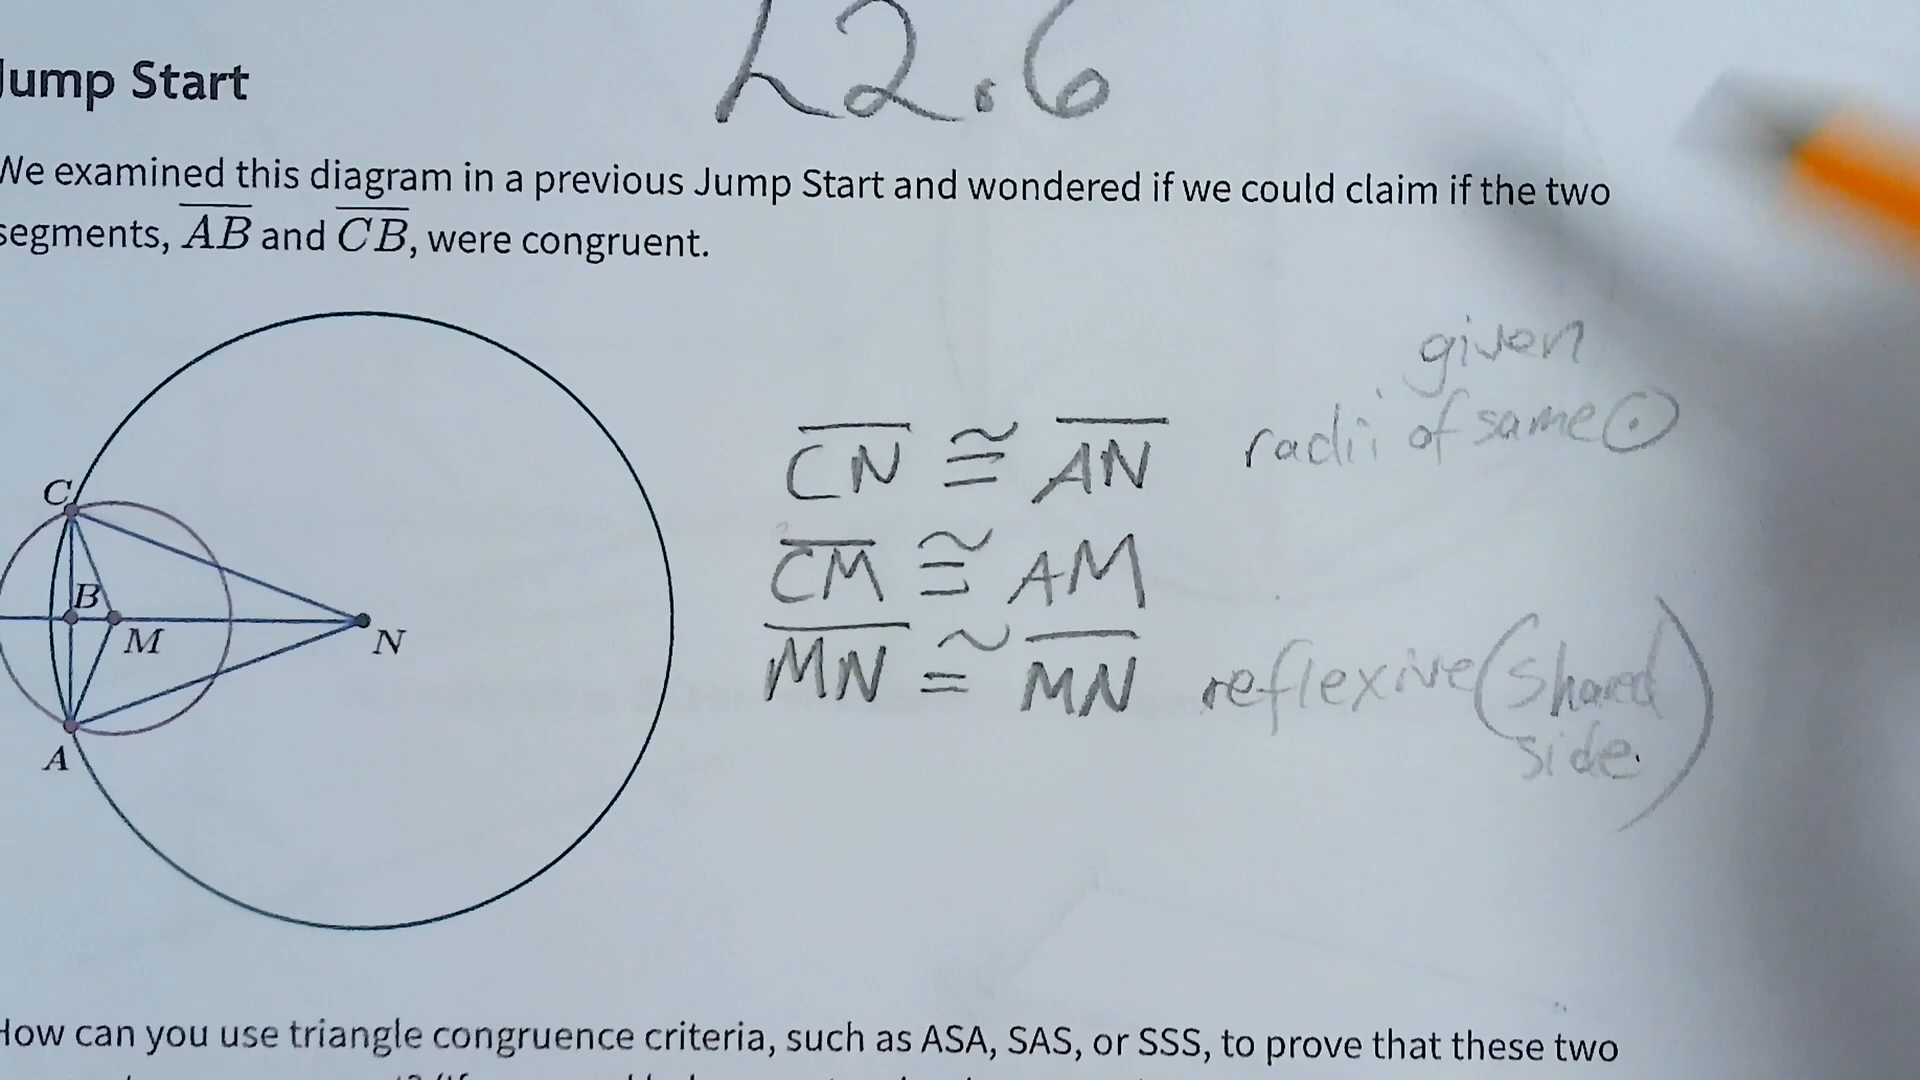 L2.6
Jump Start
We examined this diagram in a previous Jump Start and wondered if we could claim if the two
segments, AB and CB, were congruent.
given
CN ≅ AN radii of same ⊙
CM ≅ AM
MN ≅ MN reflexive (shared
side.)
C
B
M
N
A
How can you use triangle congruence criteria, such as ASA, SAS, or SSS, to prove that these two